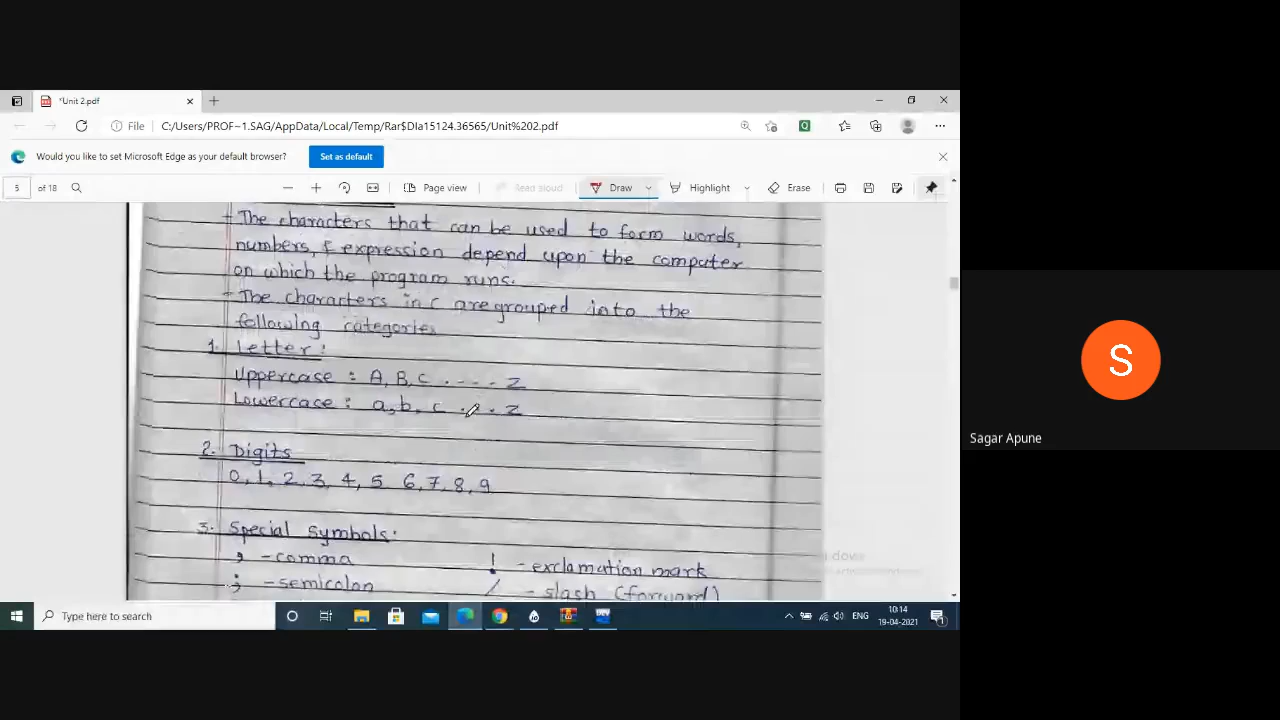 *Unit 2.pdf
File
C:/Users/PROF~1.SAG/AppData/Local/Temp/Rar$DIa15124.36565/Unit%202.pdf
Would you like to set Microsoft Edge as your default browser?
Set as default
5 of 18
Page view
Read aloud
Draw
Highlight
Erase
- The characters that can be used to form words,
numbers, & expression depend upon the computer
on which the program runs.
- The characters in c are grouped into the
following categories
1. Letter:
Uppercase : A, B, c .---- z
Lowercase : a, b, c . . . z
2. Digits
0, 1, 2, 3, 4, 5 6, 7, 8, 9
3. Special Symbols:
, - comma
! - exclamation mark
; - semicolon
/ - slash (forward)
S
Sagar Apune
Type here to search
ENG
10:14
19-04-2021